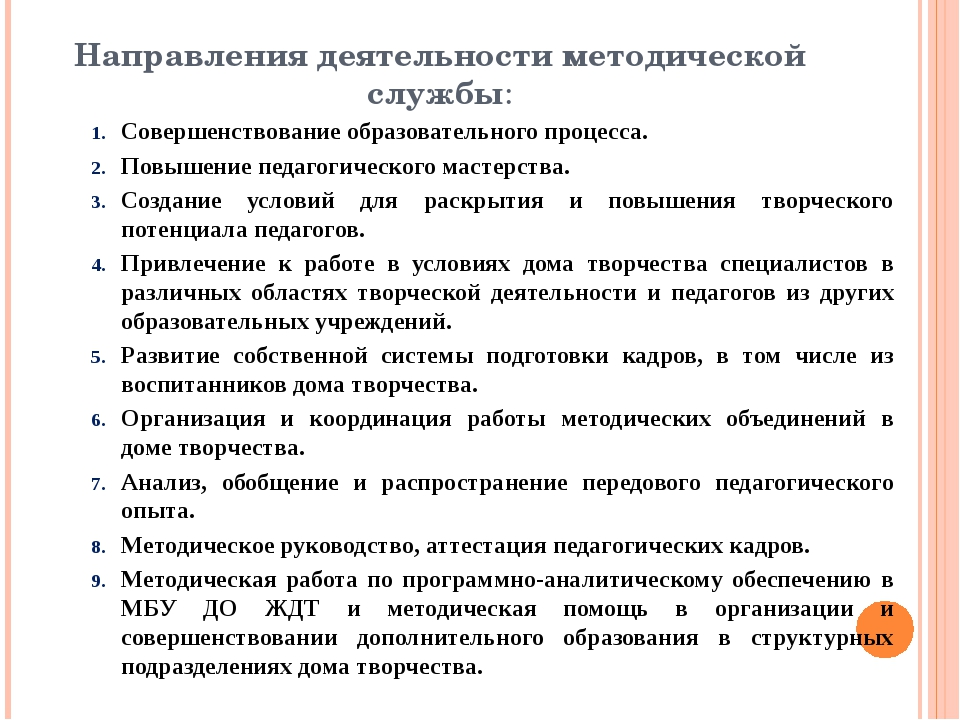 Направления деятельности методической
службы:
1. Совершенствование образовательного процесса.
2. Повышение педагогического мастерства.
3. Создание условий для раскрытия и повышения творческого
потенциала педагогов.
4. Привлечение к работе в условиях дома творчества специалистов в
различных областях творческой деятельности и педагогов из других
образовательных учреждений.
5. Развитие собственной системы подготовки кадров, в том числе из
воспитанников дома творчества.
6. Организация и координация работы методических объединений в
доме творчества.
7. Анализ, обобщение и распространение передового педагогического
опыта.
8. Методическое руководство, аттестация педагогических кадров.
9. Методическая работа по программно-аналитическому обеспечению в
МБУ ДО ЖДТ и методическая помощь в организации и
совершенствовании дополнительного образования в структурных
подразделениях дома творчества.